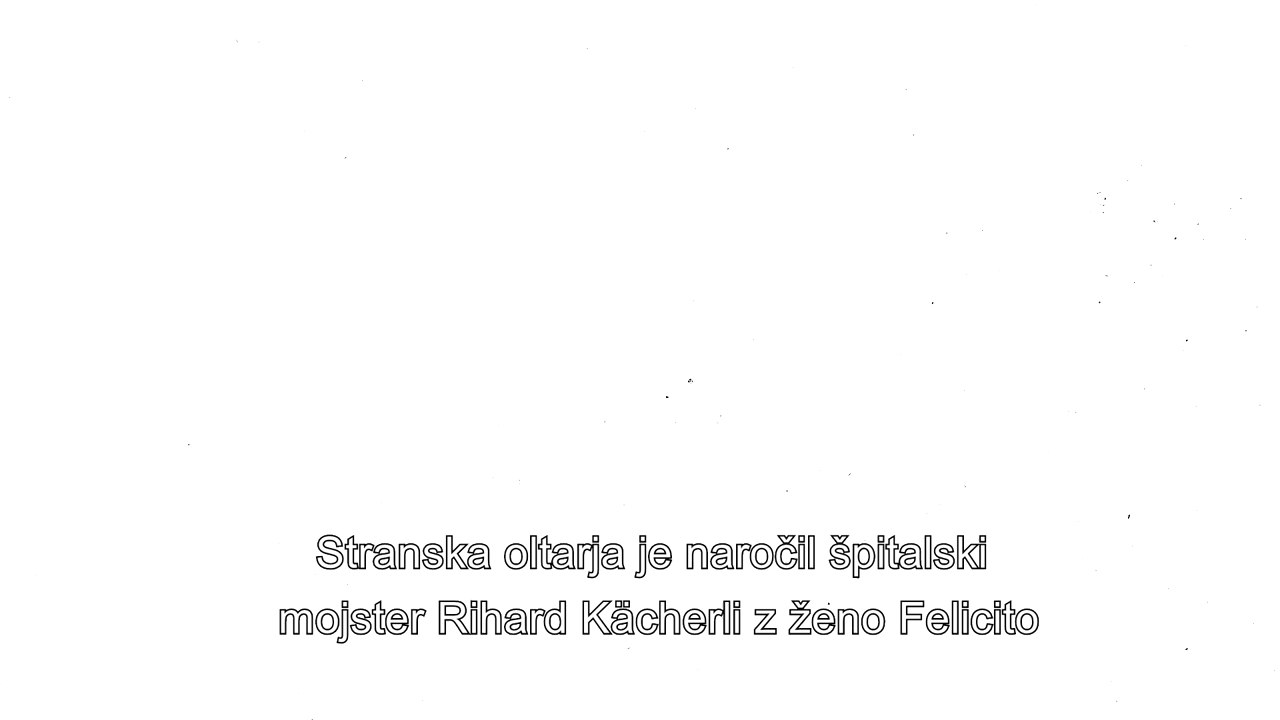 Stranska oltarja je naročil špitalski
mojster Rihard Kächerli z ženo Felicito